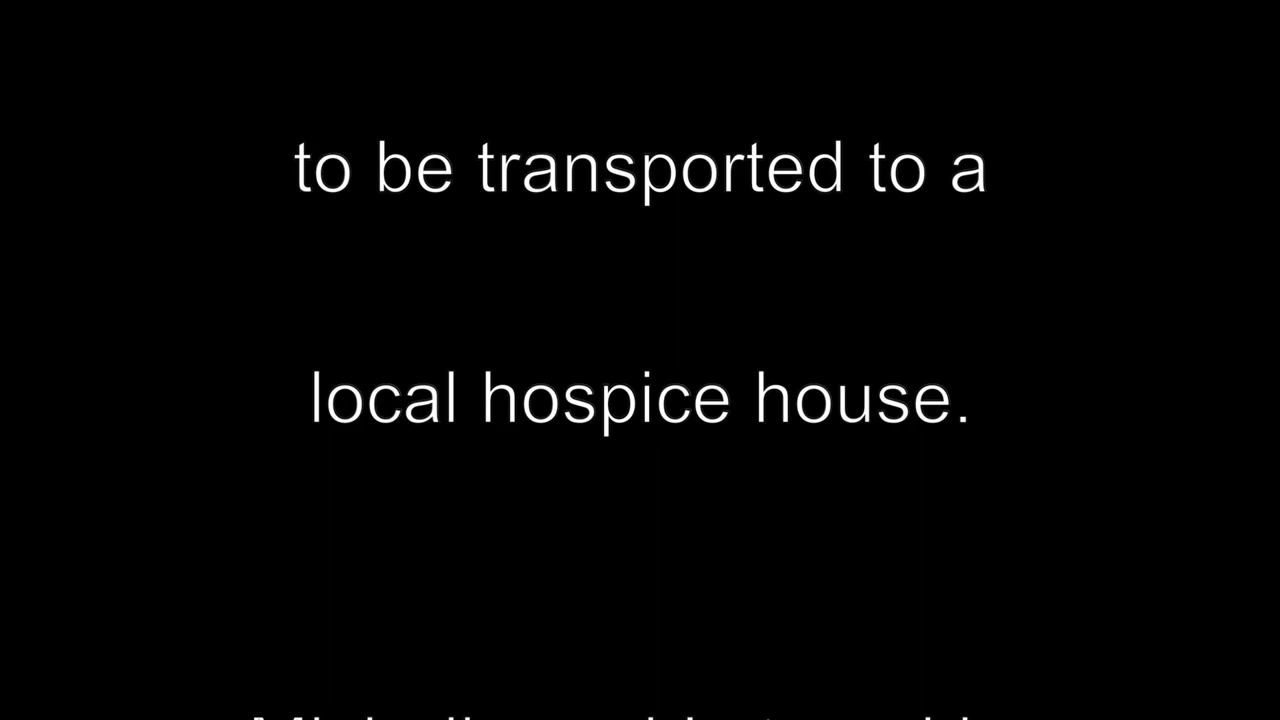 to be transported to a
local hospice house.